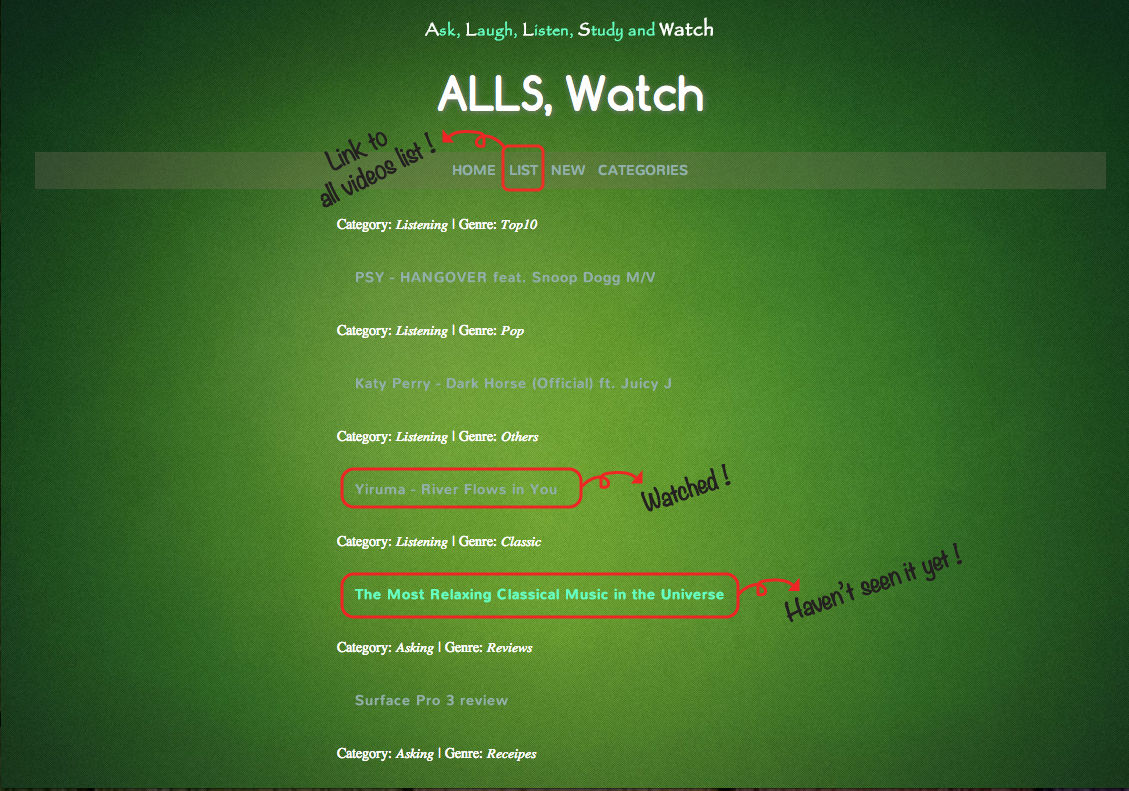 Ask, Laugh, Listen, Study and Watch
ALLS, Watch
Link to
all videos list !
HOME LIST NEW CATEGORIES
Category: Listening | Genre: Top10
PSY - HANGOVER feat. Snoop Dogg M/V
Category: Listening | Genre: Pop
Katy Perry - Dark Horse (Official) ft. Juicy J
Category: Listening | Genre: Others
Yiruma - River Flows in You
Watched !
Category: Listening | Genre: Classic
The Most Relaxing Classical Music in the Universe
Haven't seen it yet !
Category: Asking | Genre: Reviews
Surface Pro 3 review
Category: Asking | Genre: Receipes